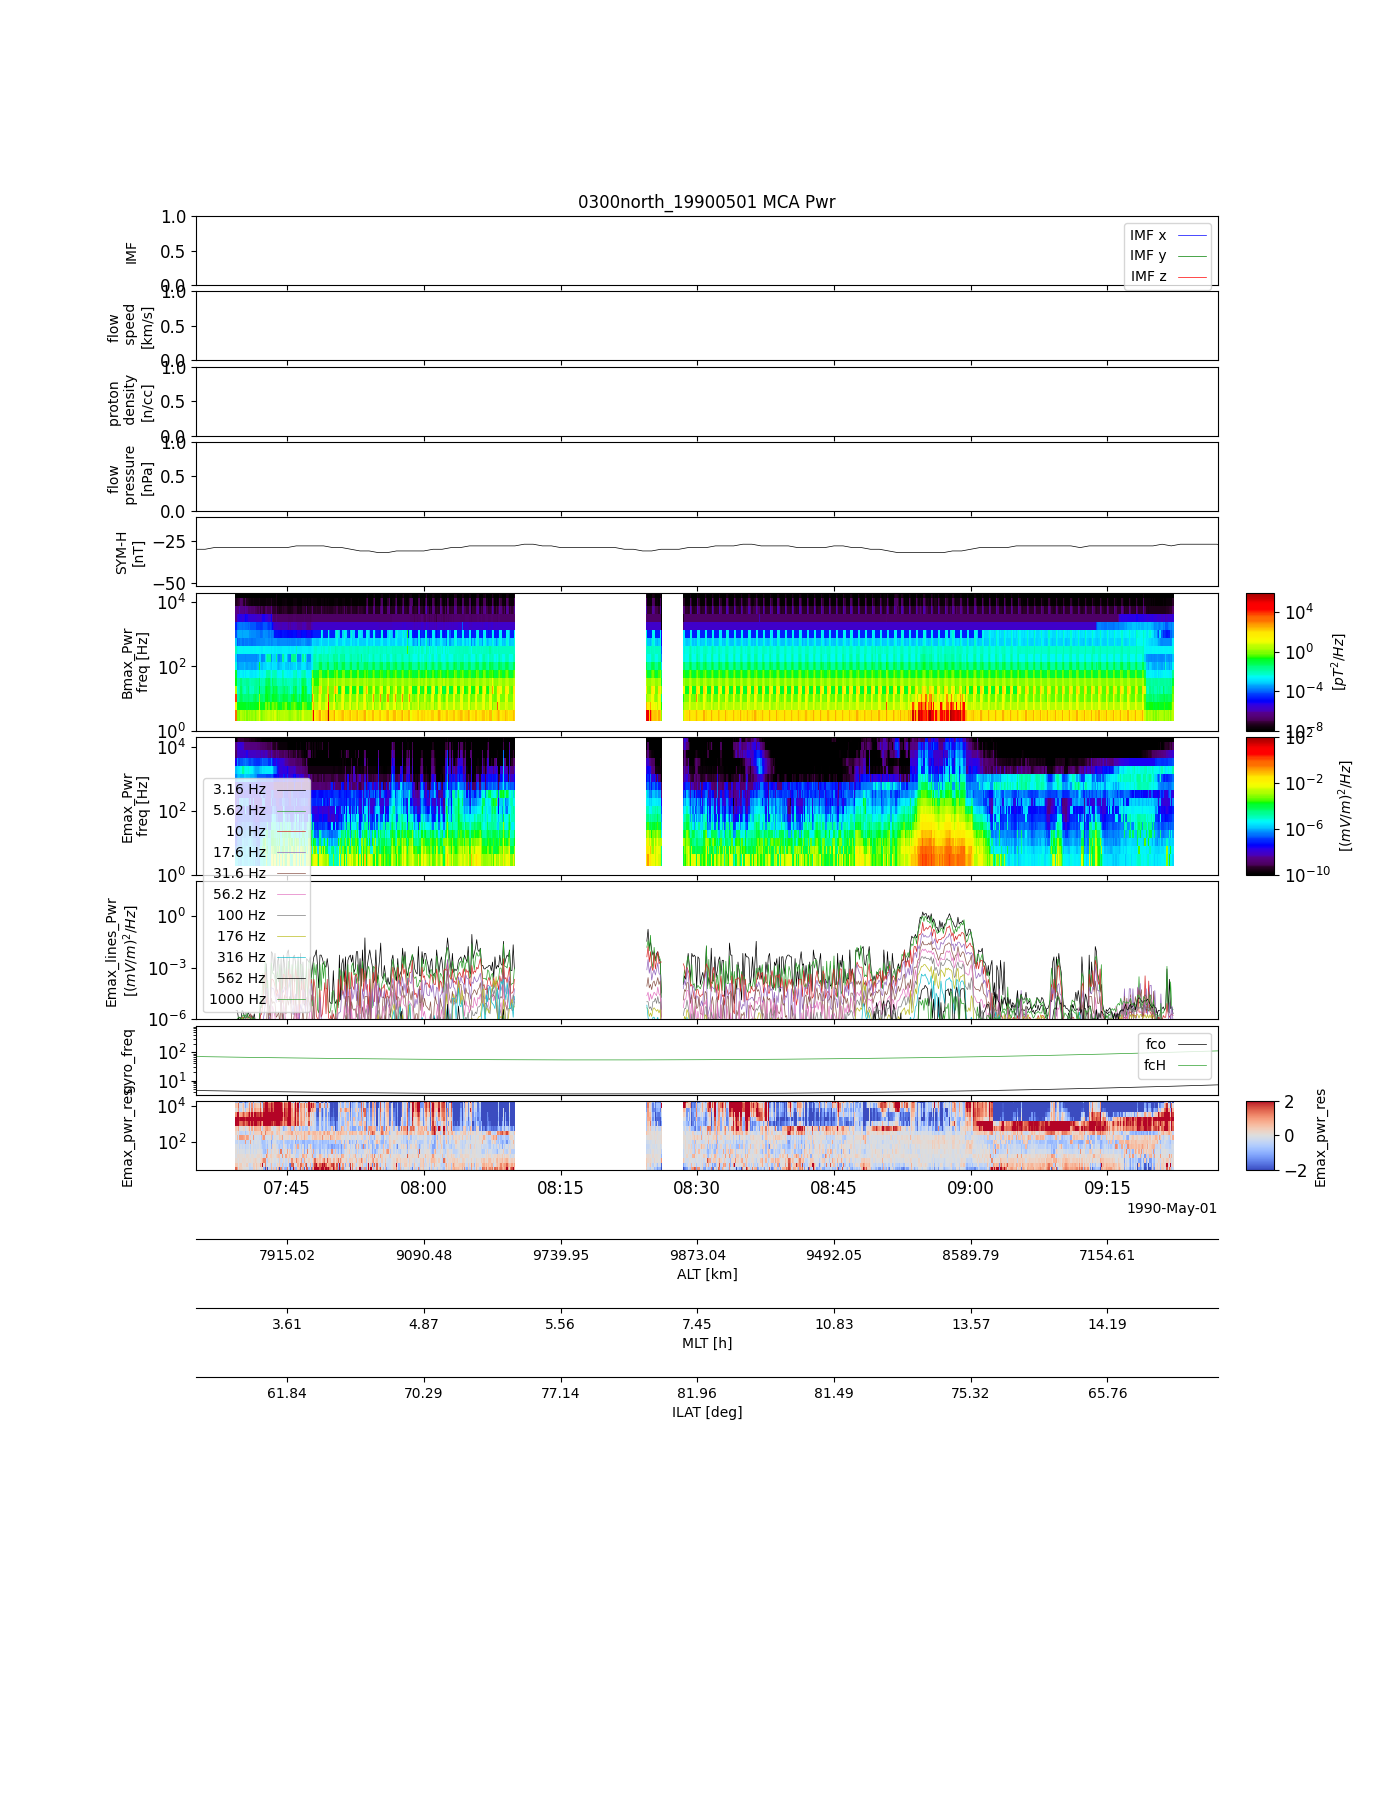 0300north_19900501 MCA Pwr
1.0
0.5
0.0
IMF
IMF x
IMF y
IMF z
1.0
0.5
0.0
flow
speed
[km/s]
1.0
0.5
0.0
proton
density
[n/cc]
1.0
0.5
0.0
flow
pressure
[nPa]
−25
−50
SYM-H
[nT]
10^4
10^2
10^0
Bmax_Pwr
freq [Hz]
10^4
10^0
10^−4
10^−8
[pT^2/Hz]
10^4
10^2
10^0
Emax_Pwr
freq [Hz]
10^2
10^−2
10^−6
10^−10
[(mV/m)^2/Hz]
3.16 Hz
5.62 Hz
10 Hz
17.6 Hz
31.6 Hz
56.2 Hz
100 Hz
176 Hz
316 Hz
562 Hz
1000 Hz
10^0
10^−3
10^−6
Emax_lines_Pwr
[(mV/m)^2/Hz]
10^2
10^1
gyro_freq
fco
fcH
10^4
10^2
Emax_pwr_res
2
0
−2
Emax_pwr_res
07:45 08:00 08:15 08:30 08:45 09:00 09:15
1990-May-01
7915.02 9090.48 9739.95 9873.04 9492.05 8589.79 7154.61
ALT [km]
3.61 4.87 5.56 7.45 10.83 13.57 14.19
MLT [h]
61.84 70.29 77.14 81.96 81.49 75.32 65.76
ILAT [deg]